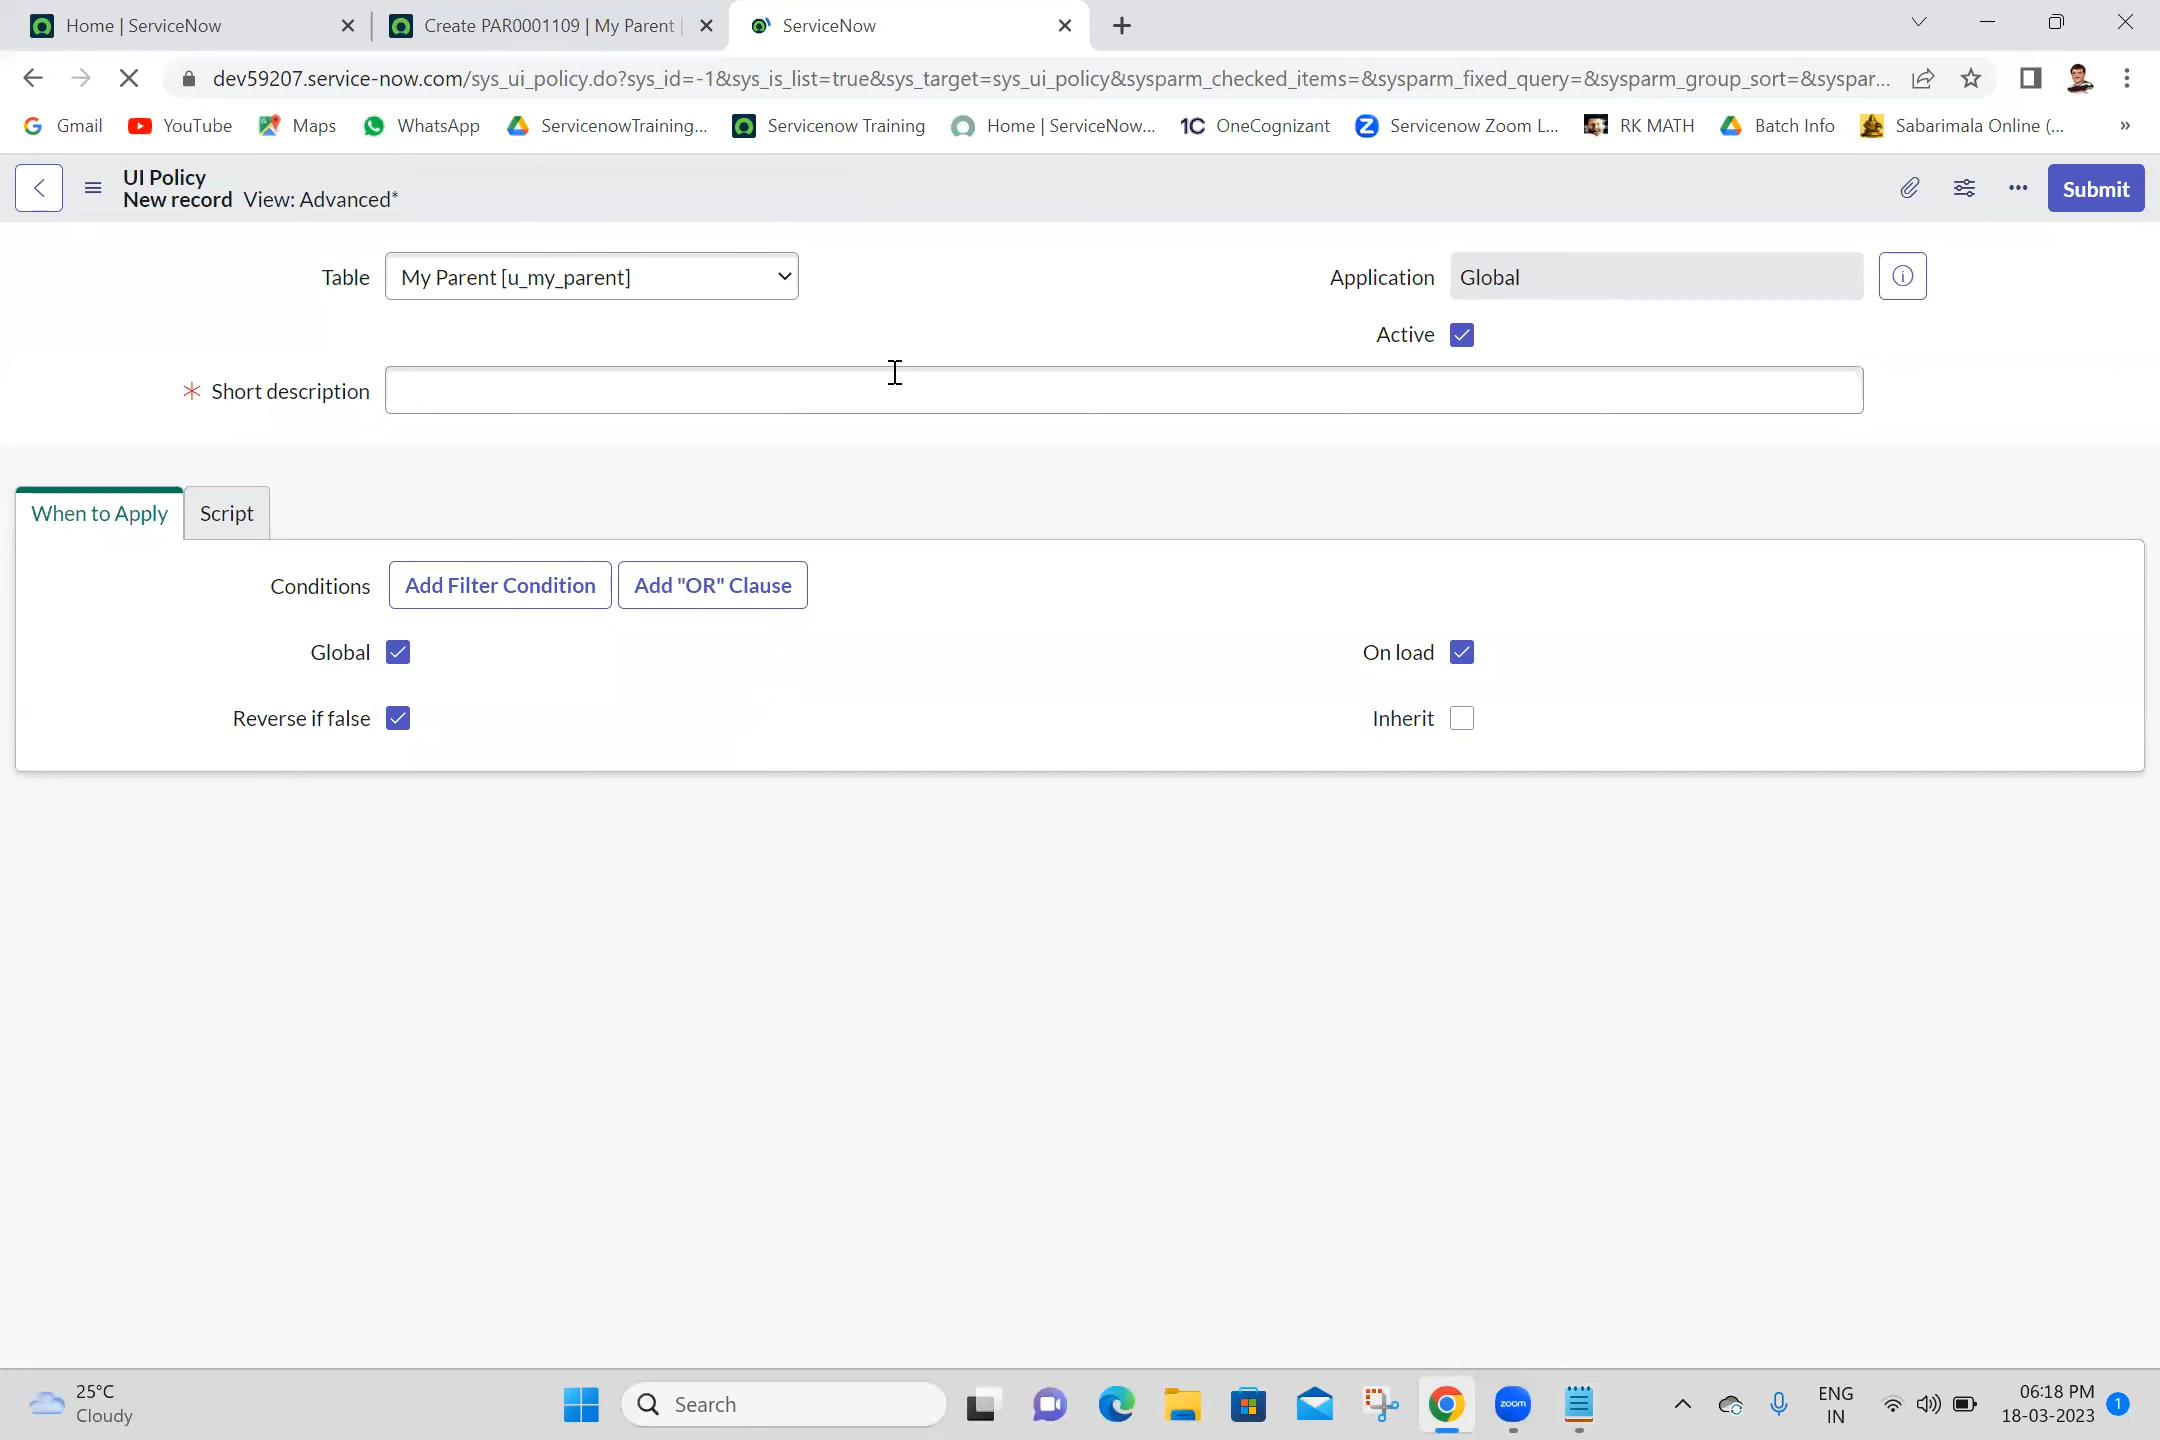 Home | ServiceNow
Create PAR0001109 | My Parent |
ServiceNow
dev59207.service-now.com/sys_ui_policy.do?sys_id=-1&sys_is_list=true&sys_target=sys_ui_policy&sysparm_checked_items=&sysparm_fixed_query=&sysparm_group_sort=&syspar...
Gmail
YouTube
Maps
WhatsApp
ServicenowTraining...
Servicenow Training
Home | ServiceNow...
1C OneCognizant
Servicenow Zoom L...
RK MATH
Batch Info
Sabarimala Online (...
»
UI Policy
New record View: Advanced*
Submit
Table
My Parent [u_my_parent]
Application
Global
Active
Short description
When to Apply
Script
Conditions
Add Filter Condition
Add "OR" Clause
Global
On load
Reverse if false
Inherit
25°C
Cloudy
Search
zoom
ENG
IN
06:18 PM
18-03-2023
1